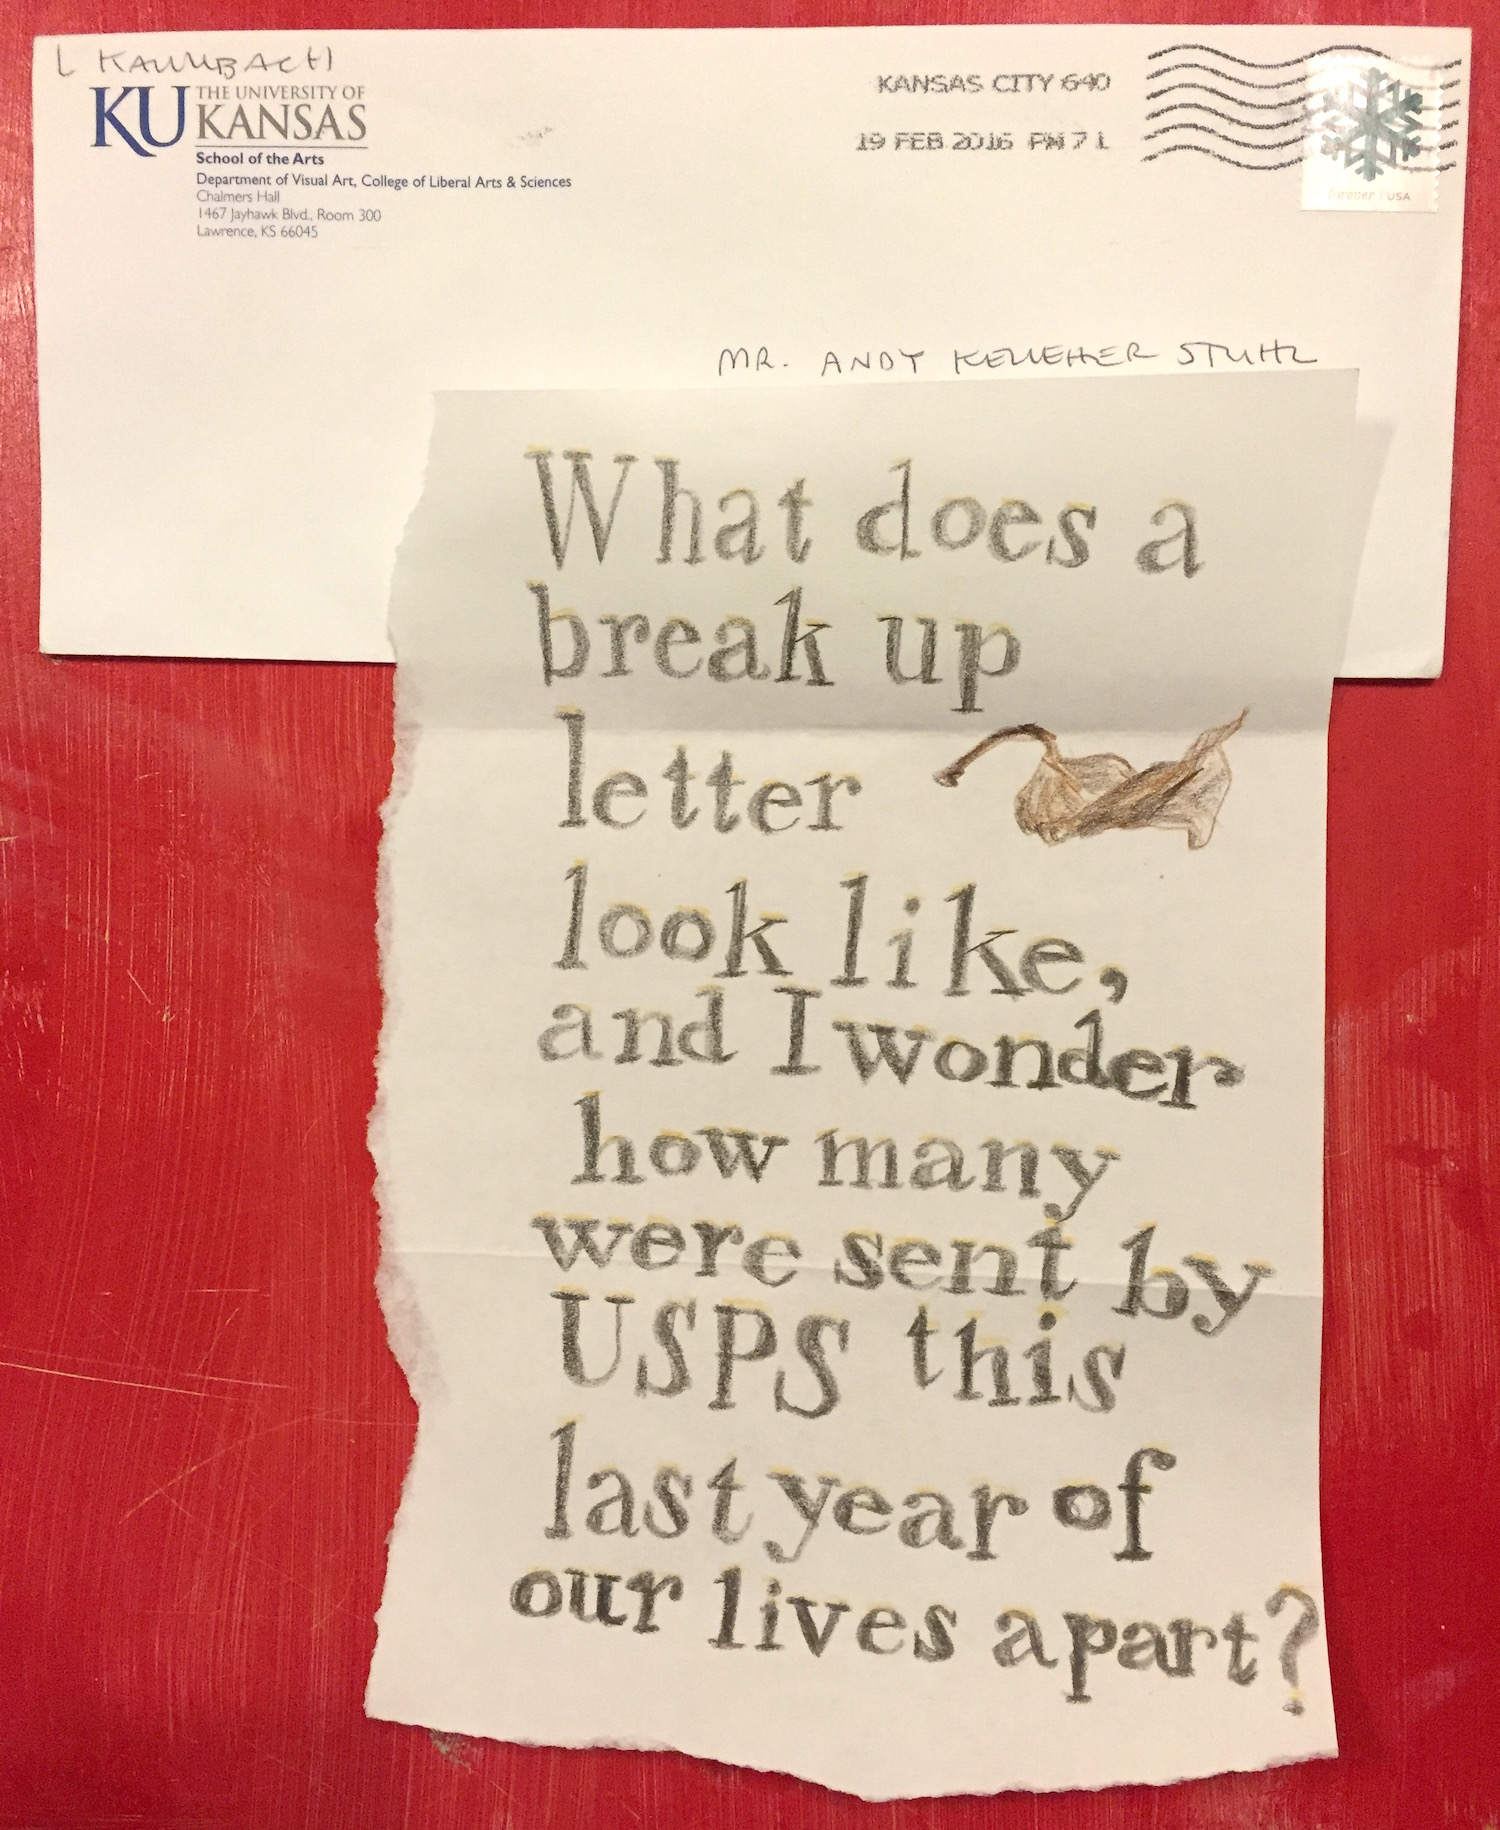 L KAUUBACH
KU THE UNIVERSITY OF
KANSAS
School of the Arts
Department of Visual Art, College of Liberal Arts & Sciences
Chalmers Hall
1467 Jayhawk Blvd., Room 300
Lawrence, KS 66045
KANSAS CITY 640
19 FEB 2016 PM 7 L
forever / USA
MR. ANDY KELLEHER STUHL
What does a
break up
letter
look like,
and I wonder
how many
were sent by
USPS this
last year of
our lives apart?